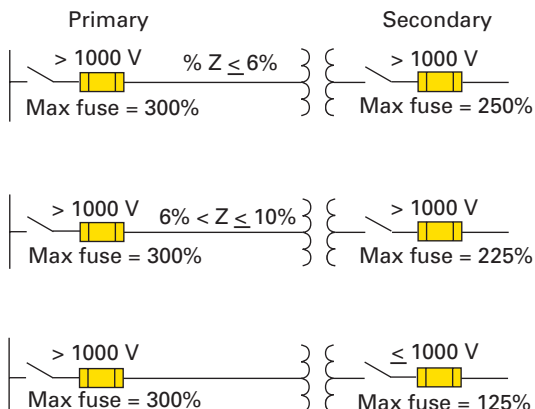 Primary Secondary
> 1000 V % Z ≤ 6% > 1000 V
Max fuse = 300% Max fuse = 250%
> 1000 V 6% < Z ≤ 10% > 1000 V
Max fuse = 300% Max fuse = 225%
> 1000 V ≤ 1000 V
Max fuse = 300% Max fuse = 125%